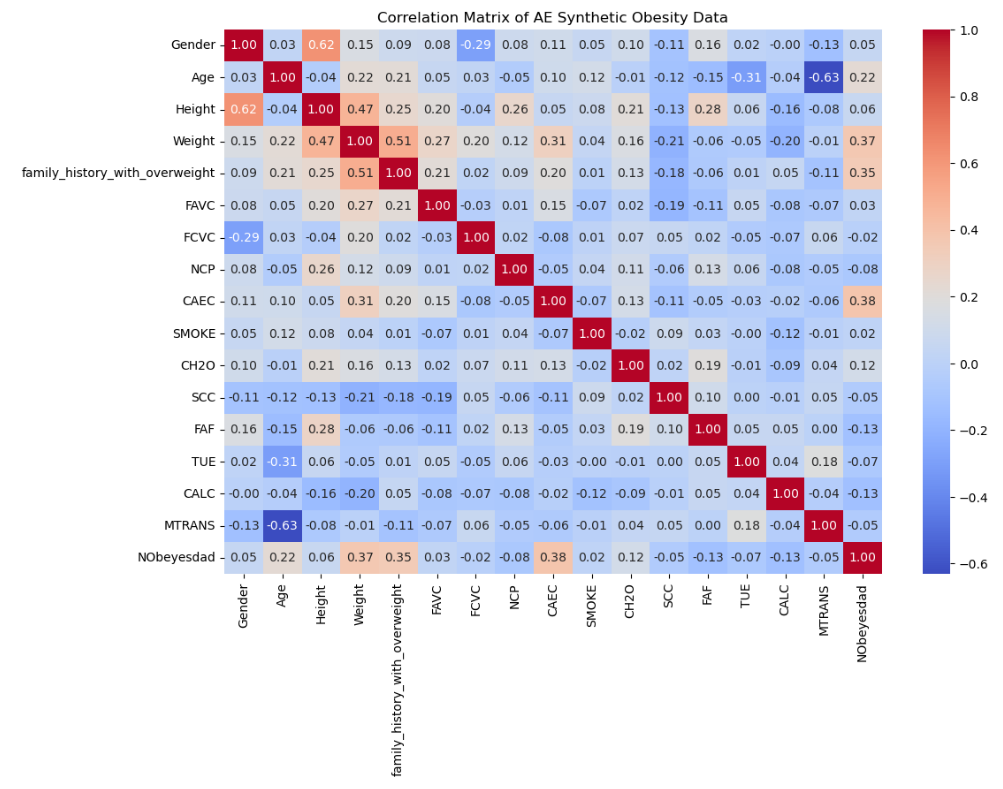 Correlation Matrix of AE Synthetic Obesity Data
Gender 1.00 0.03 0.62 0.15 0.09 0.08 -0.29 0.08 0.11 0.05 0.10 -0.11 0.16 0.02 -0.00 -0.13 0.05
Age 0.03 1.00 -0.04 0.22 0.21 0.05 0.03 -0.05 0.10 0.12 -0.01 -0.12 -0.15 -0.31 -0.04 -0.63 0.22
Height 0.62 -0.04 1.00 0.47 0.25 0.20 -0.04 0.26 0.05 0.08 0.21 -0.13 0.28 0.06 -0.16 -0.08 0.06
Weight 0.15 0.22 0.47 1.00 0.51 0.27 0.20 0.12 0.31 0.04 0.16 -0.21 -0.06 -0.05 -0.20 -0.01 0.37
family_history_with_overweight 0.09 0.21 0.25 0.51 1.00 0.21 0.02 0.09 0.20 0.01 0.13 -0.18 -0.06 0.01 0.05 -0.11 0.35
FAVC 0.08 0.05 0.20 0.27 0.21 1.00 -0.03 0.01 0.15 -0.07 0.02 -0.19 -0.11 0.05 -0.08 -0.07 0.03
FCVC -0.29 0.03 -0.04 0.20 0.02 -0.03 1.00 0.02 -0.08 0.01 0.07 0.05 0.02 -0.05 -0.07 0.06 -0.02
NCP 0.08 -0.05 0.26 0.12 0.09 0.01 0.02 1.00 -0.05 0.04 0.11 -0.06 0.13 0.06 -0.08 -0.05 -0.08
CAEC 0.11 0.10 0.05 0.31 0.20 0.15 -0.08 -0.05 1.00 -0.07 0.13 -0.11 -0.05 -0.03 -0.02 -0.06 0.38
SMOKE 0.05 0.12 0.08 0.04 0.01 -0.07 0.01 0.04 -0.07 1.00 -0.02 0.09 0.03 -0.00 -0.12 -0.01 0.02
CH2O 0.10 -0.01 0.21 0.16 0.13 0.02 0.07 0.11 0.13 -0.02 1.00 0.02 0.19 -0.01 -0.09 0.04 0.12
SCC -0.11 -0.12 -0.13 -0.21 -0.18 -0.19 0.05 -0.06 -0.11 0.09 0.02 1.00 0.10 0.00 -0.01 0.05 -0.05
FAF 0.16 -0.15 0.28 -0.06 -0.06 -0.11 0.02 0.13 -0.05 0.03 0.19 0.10 1.00 0.05 0.05 0.00 -0.13
TUE 0.02 -0.31 0.06 -0.05 0.01 0.05 -0.05 0.06 -0.03 -0.00 -0.01 0.00 0.05 1.00 0.04 0.18 -0.07
CALC -0.00 -0.04 -0.16 -0.20 0.05 -0.08 -0.07 -0.08 -0.02 -0.12 -0.09 -0.01 0.05 0.04 1.00 -0.04 -0.13
MTRANS -0.13 -0.63 -0.08 -0.01 -0.11 -0.07 0.06 -0.05 -0.06 -0.01 0.04 0.05 0.00 0.18 -0.04 1.00 -0.05
NObeyesdad 0.05 0.22 0.06 0.37 0.35 0.03 -0.02 -0.08 0.38 0.02 0.12 -0.05 -0.13 -0.07 -0.13 -0.05 1.00
Gender
Age
Height
Weight
family_history_with_overweight
FAVC
FCVC
NCP
CAEC
SMOKE
CH2O
SCC
FAF
TUE
CALC
MTRANS
NObeyesdad
1.0
0.8
0.6
0.4
0.2
0.0
−0.2
−0.4
−0.6